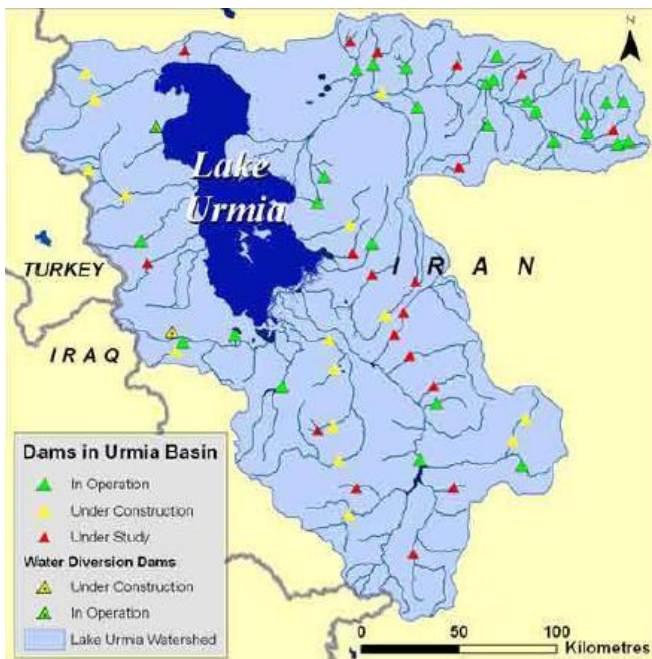 N
Lake
Urmia
TURKEY
IRAN
IRAQ
Dams in Urmia Basin
In Operation
Under Construction
Under Study
Water Diversion Dams
Under Construction
In Operation
Lake Urmia Watershed
0 50 100
Kilometres